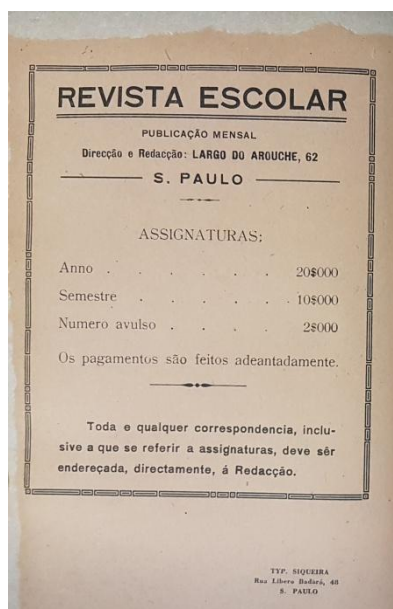 REVISTA ESCOLAR
PUBLICAÇÃO MENSAL
Direcção e Redacção: LARGO DO AROUCHE, 62
S. PAULO
ASSIGNATURAS:
Anno . . . . . . 20$000
Semestre . . . . . 10$000
Numero avulso . . . . 2$000
Os pagamentos são feitos adeantadamente.
Toda e qualquer correspondencia, inclu-
sive a que se referir a assignaturas, deve sêr
endereçada, directamente, á Redacção.
TYP. SIQUEIRA
Rua Libero Badaró, 48
S. PAULO